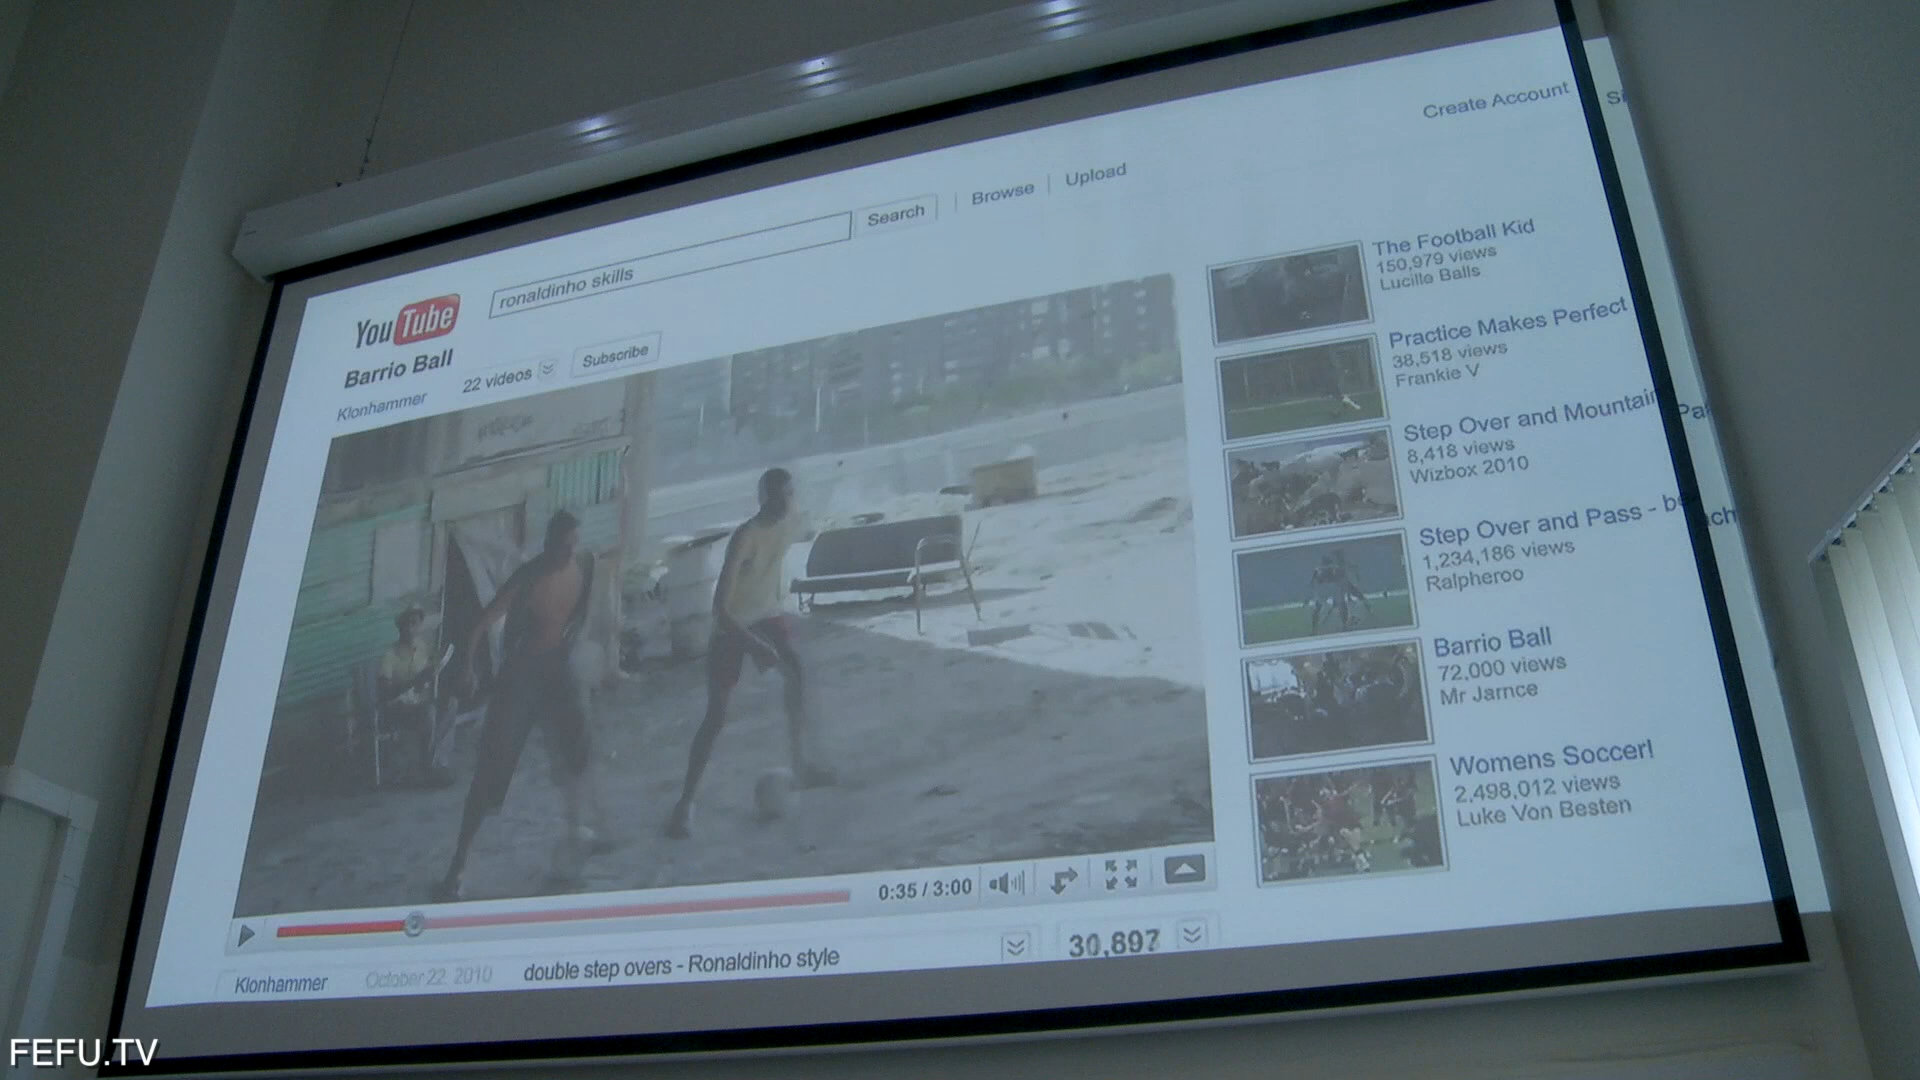 Create Account
Browse | Upload
Search
ronaldinho skills
YouTube
Barrio Ball
22 videos
Subscribe
Klonhammer
The Football Kid
150,979 views
Lucille Balls
Practice Makes Perfect
38,518 views
Frankie V
Step Over and Mountain
8,418 views
Wizbox 2010
Step Over and Pass -
1,234,186 views
Ralpheroo
Barrio Ball
72,000 views
Mr Jarnce
Womens Soccer!
2,498,012 views
Luke Von Besten
0:35 / 3:00
Klonhammer
October 22, 2010
double step overs - Ronaldinho style
30,897
FEFU.TV